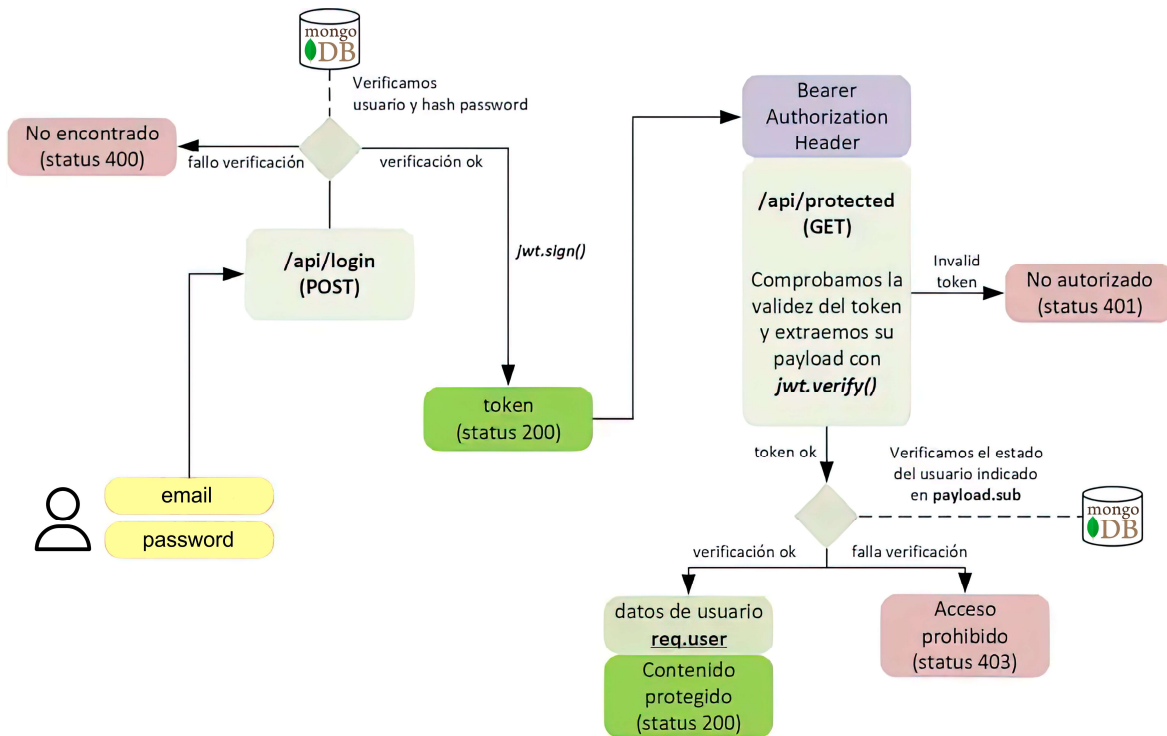 mongo
DB
Verificamos
usuario y hash password
No encontrado
(status 400)
fallo verificación
verificación ok
/api/login
(POST)
jwt.sign()
token
(status 200)
email
password
Bearer
Authorization
Header
/api/protected
(GET)
Comprobamos la
validez del token
y extraemos su
payload con
jwt.verify()
Invalid
token
No autorizado
(status 401)
token ok
Verificamos el estado
del usuario indicado
en payload.sub
mongo
DB
verificación ok
falla verificación
datos de usuario
req.user
Contenido
protegido
(status 200)
Acceso
prohibido
(status 403)